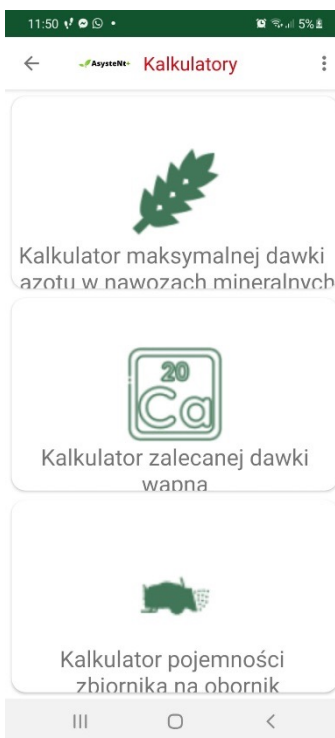 11:50 5%
AsysteNt+ Kalkulatory
Kalkulator maksymalnej dawki
azotu w nawozach mineralnych
20
Ca
Kalkulator zalecanej dawki
wapna
Kalkulator pojemności
zbiornika na obornik